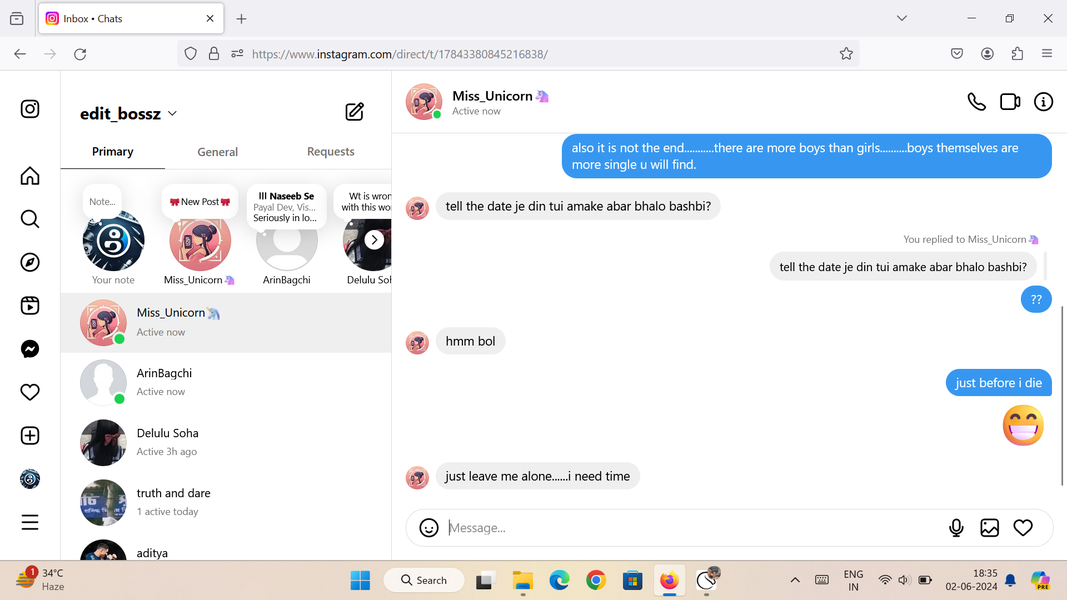 Inbox • Chats
https://www.instagram.com/direct/t/17843380845216838/
edit_bossz
Primary
General
Requests
Note...
New Post
lll Naseeb Se
Payal Dev, Vis...
Seriously in lo...
Wt is wron
with this wo
Your note
Miss_Unicorn
ArinBagchi
Delulu Soh
Miss_Unicorn
Active now
ArinBagchi
Active now
Delulu Soha
Active 3h ago
truth and dare
1 active today
aditya
Miss_Unicorn
Active now
also it is not the end...........there are more boys than girls..........boys themselves are
more single u will find.
tell the date je din tui amake abar bhalo bashbi?
You replied to Miss_Unicorn
tell the date je din tui amake abar bhalo bashbi?
??
hmm bol
just before i die
just leave me alone......i need time
Message...
1
34°C
Haze
Search
ENG
IN
18:35
02-06-2024
PRE